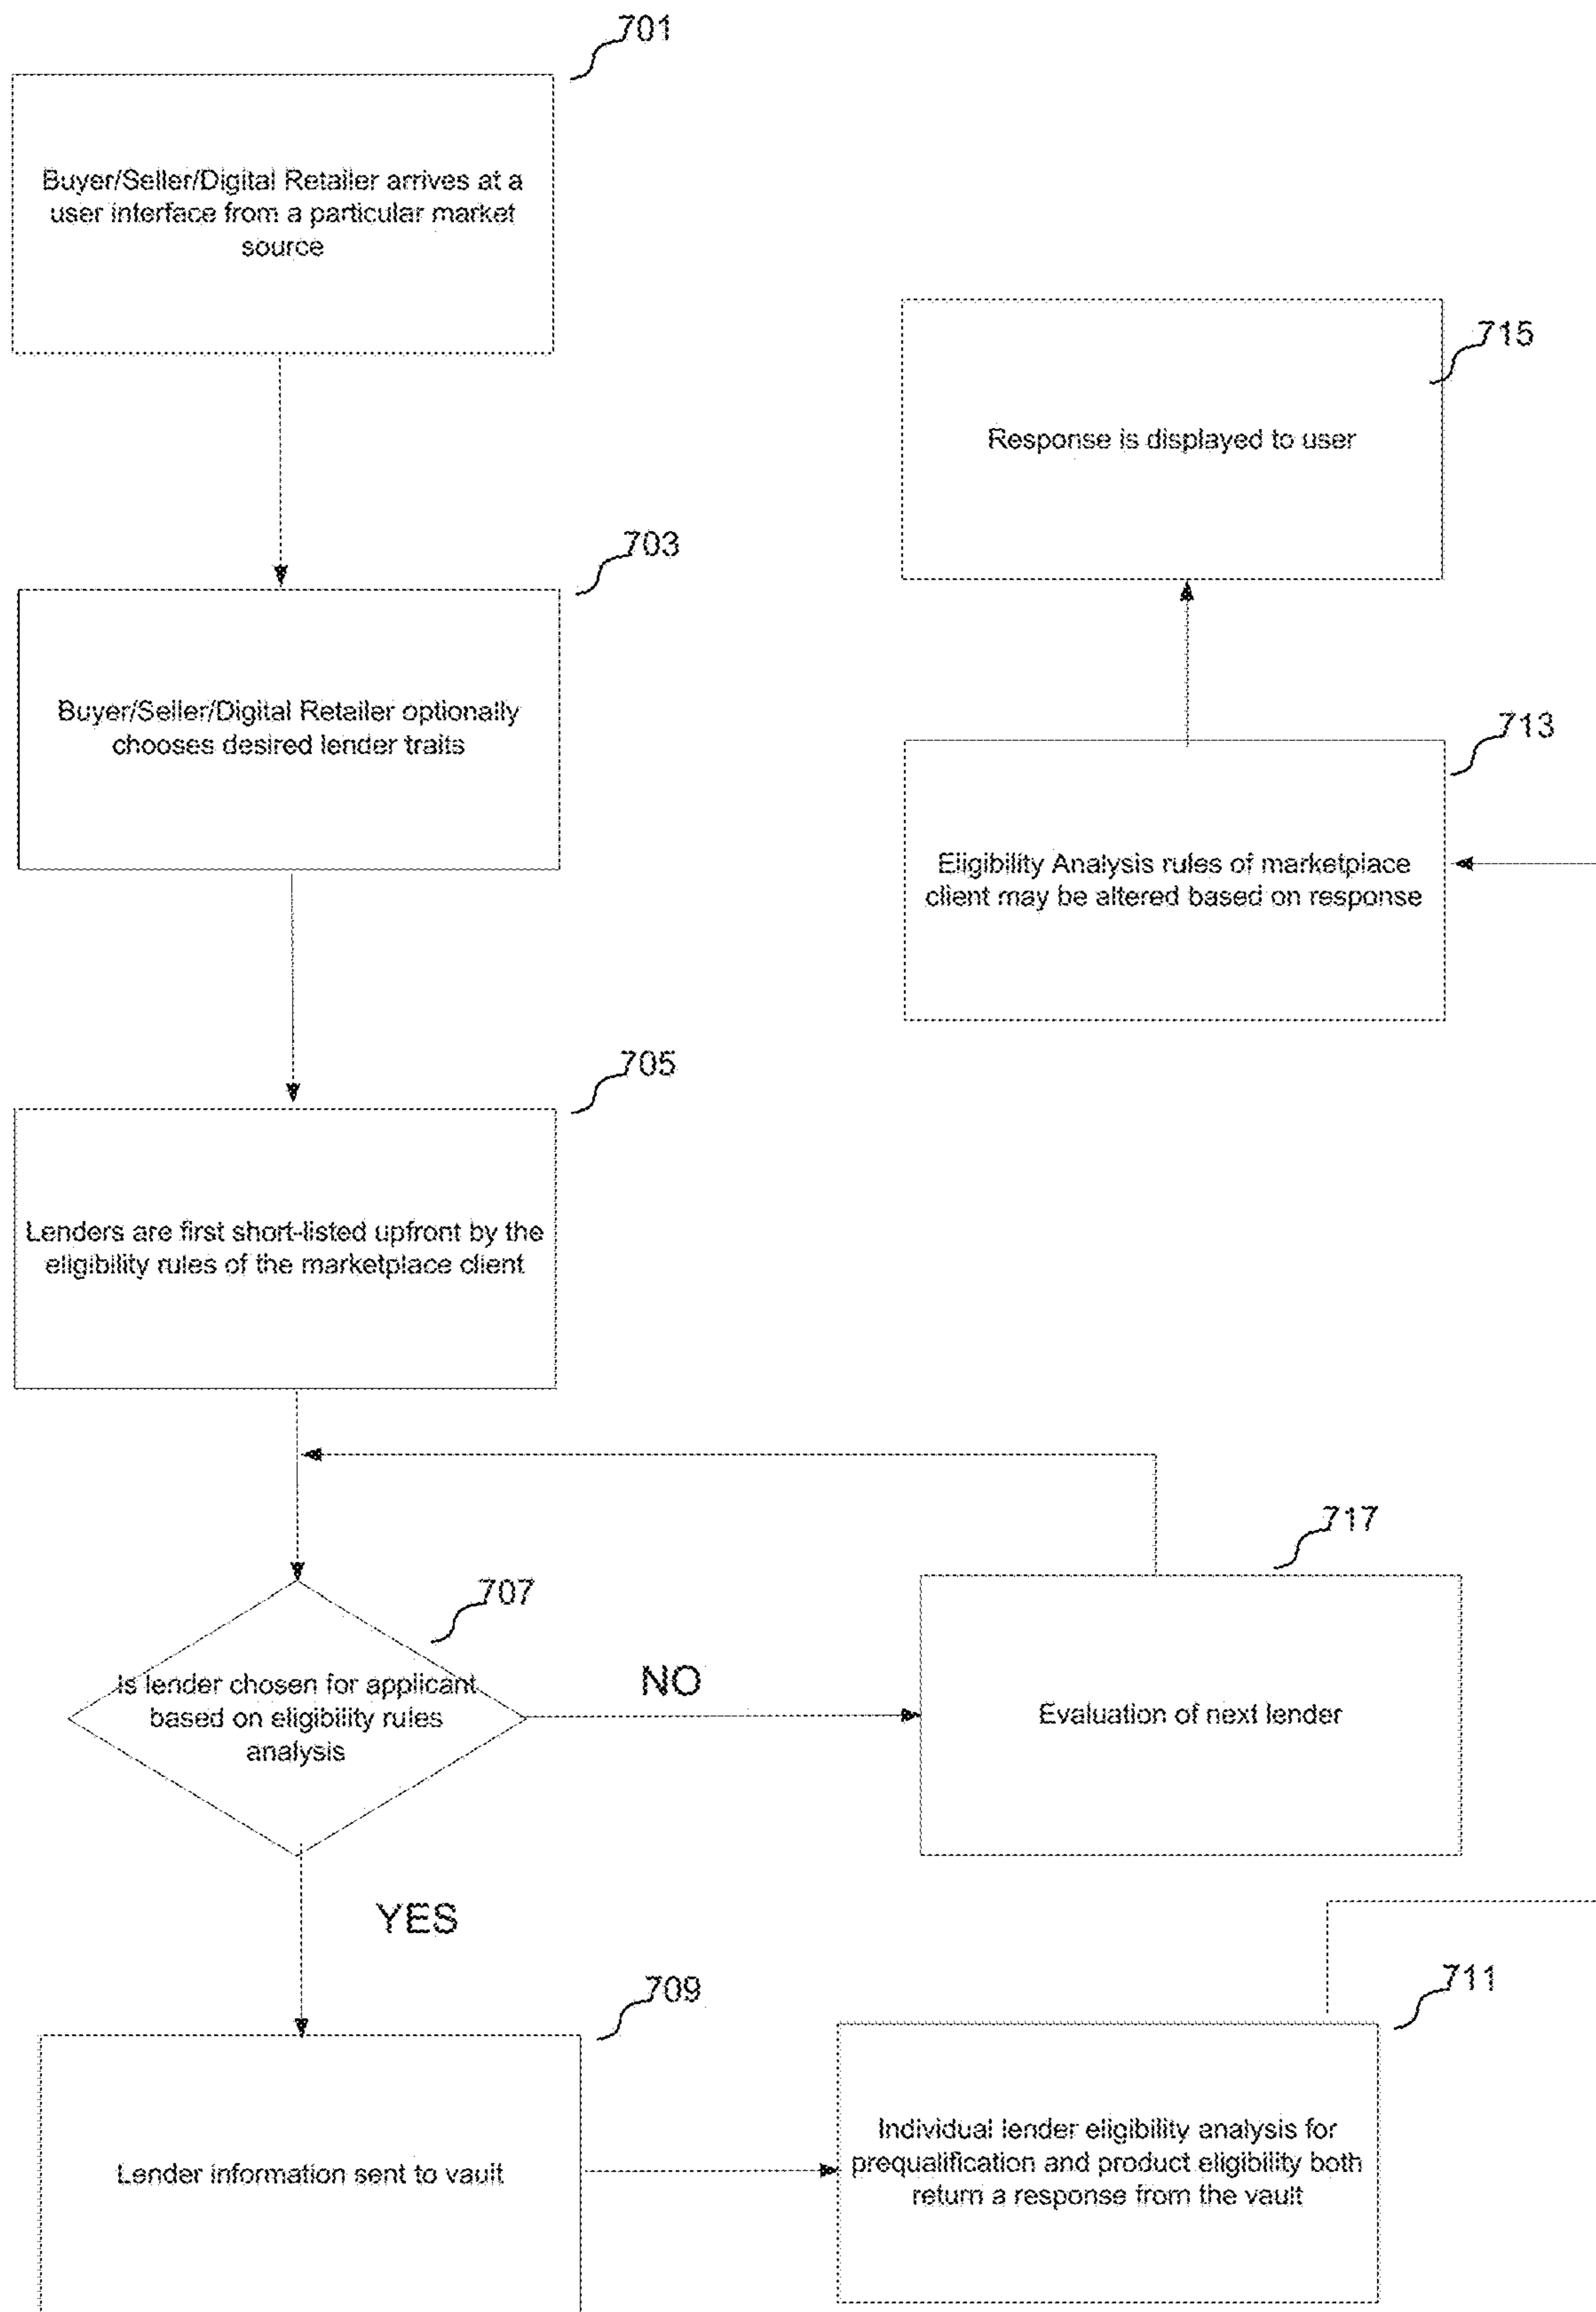 701
Buyer/Seller/Digital Retailer arrives at a
user interface from a particular market
source
703
Buyer/Seller/Digital Retailer optionally
chooses desired lender traits
705
Lenders are first short-listed upfront by the
eligibility rules of the marketplace client
707
Is lender chosen for applicant
based on eligibility rules
analysis
NO
717
Evaluation of next lender
YES
709
Lender information sent to vault
711
Individual lender eligibility analysis for
prequalification and product eligibility both
return a response from the vault
713
Eligibility Analysis rules of marketplace
client may be altered based on response
715
Response is displayed to user